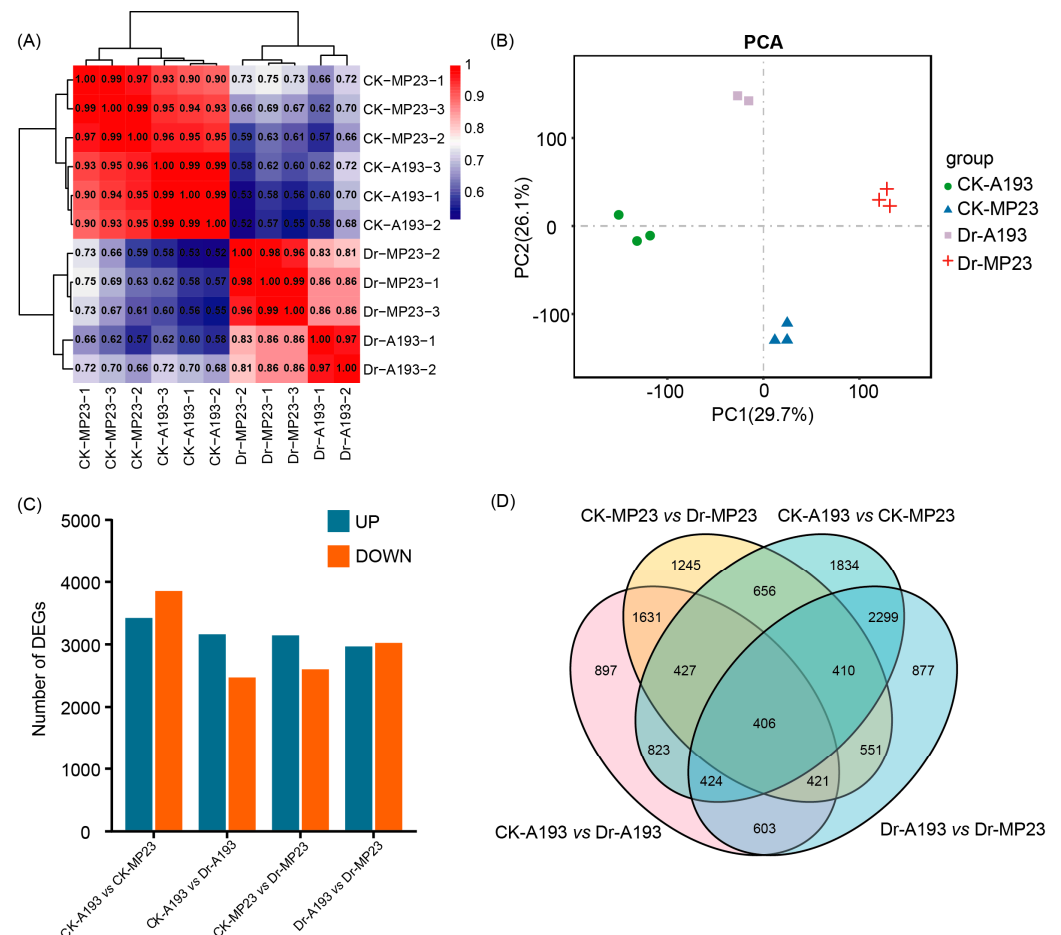 (A)
1.00 0.99 0.97 0.93 0.90 0.90 0.73 0.75 0.73 0.66 0.72 CK-MP23-1
0.99 1.00 0.99 0.95 0.94 0.93 0.66 0.69 0.67 0.62 0.70 CK-MP23-3
0.97 0.99 1.00 0.96 0.95 0.95 0.59 0.63 0.61 0.57 0.66 CK-MP23-2
0.93 0.95 0.96 1.00 0.99 0.99 0.58 0.62 0.60 0.62 0.72 CK-A193-3
0.90 0.94 0.95 0.99 1.00 0.99 0.53 0.58 0.56 0.60 0.70 CK-A193-1
0.90 0.93 0.95 0.99 0.99 1.00 0.52 0.57 0.55 0.58 0.68 CK-A193-2
0.73 0.66 0.59 0.58 0.53 0.52 1.00 0.98 0.96 0.83 0.81 Dr-MP23-2
0.75 0.69 0.63 0.62 0.58 0.57 0.98 1.00 0.99 0.86 0.86 Dr-MP23-1
0.73 0.67 0.61 0.60 0.56 0.55 0.96 0.99 1.00 0.86 0.86 Dr-MP23-3
0.66 0.62 0.57 0.62 0.60 0.58 0.83 0.86 0.86 1.00 0.97 Dr-A193-1
0.72 0.70 0.66 0.72 0.70 0.68 0.81 0.86 0.86 0.97 1.00 Dr-A193-2
CK-MP23-1
CK-MP23-3
CK-MP23-2
CK-A193-3
CK-A193-1
CK-A193-2
Dr-MP23-2
Dr-MP23-1
Dr-MP23-3
Dr-A193-1
Dr-A193-2
1
0.9
0.8
0.7
0.6
(B)
PCA
PC2(26.1%)
100
0
-100
-100 0 100
PC1(29.7%)
group
CK-A193
CK-MP23
Dr-A193
Dr-MP23
(C)
UP
DOWN
Number of DEGs
5000
4000
3000
2000
1000
0
CK-A193 vs CK-MP23
CK-A193 vs Dr-A193
CK-MP23 vs Dr-MP23
Dr-A193 vs Dr-MP23
(D)
CK-MP23 vs Dr-MP23 CK-A193 vs CK-MP23
1245 1834
656
1631 2299
897 427 410 877
406
823 551
424 421
603
CK-A193 vs Dr-A193 Dr-A193 vs Dr-MP23